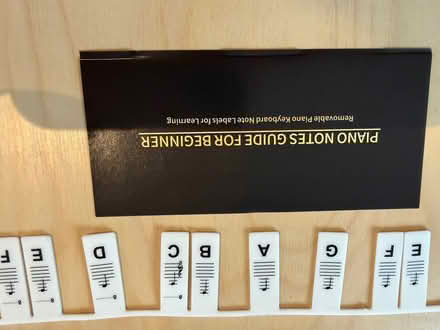 E F G A B C D E F
PIANO NOTES GUIDE FOR BEGINNER
Removable Piano Keyboard Note Labels for Learning